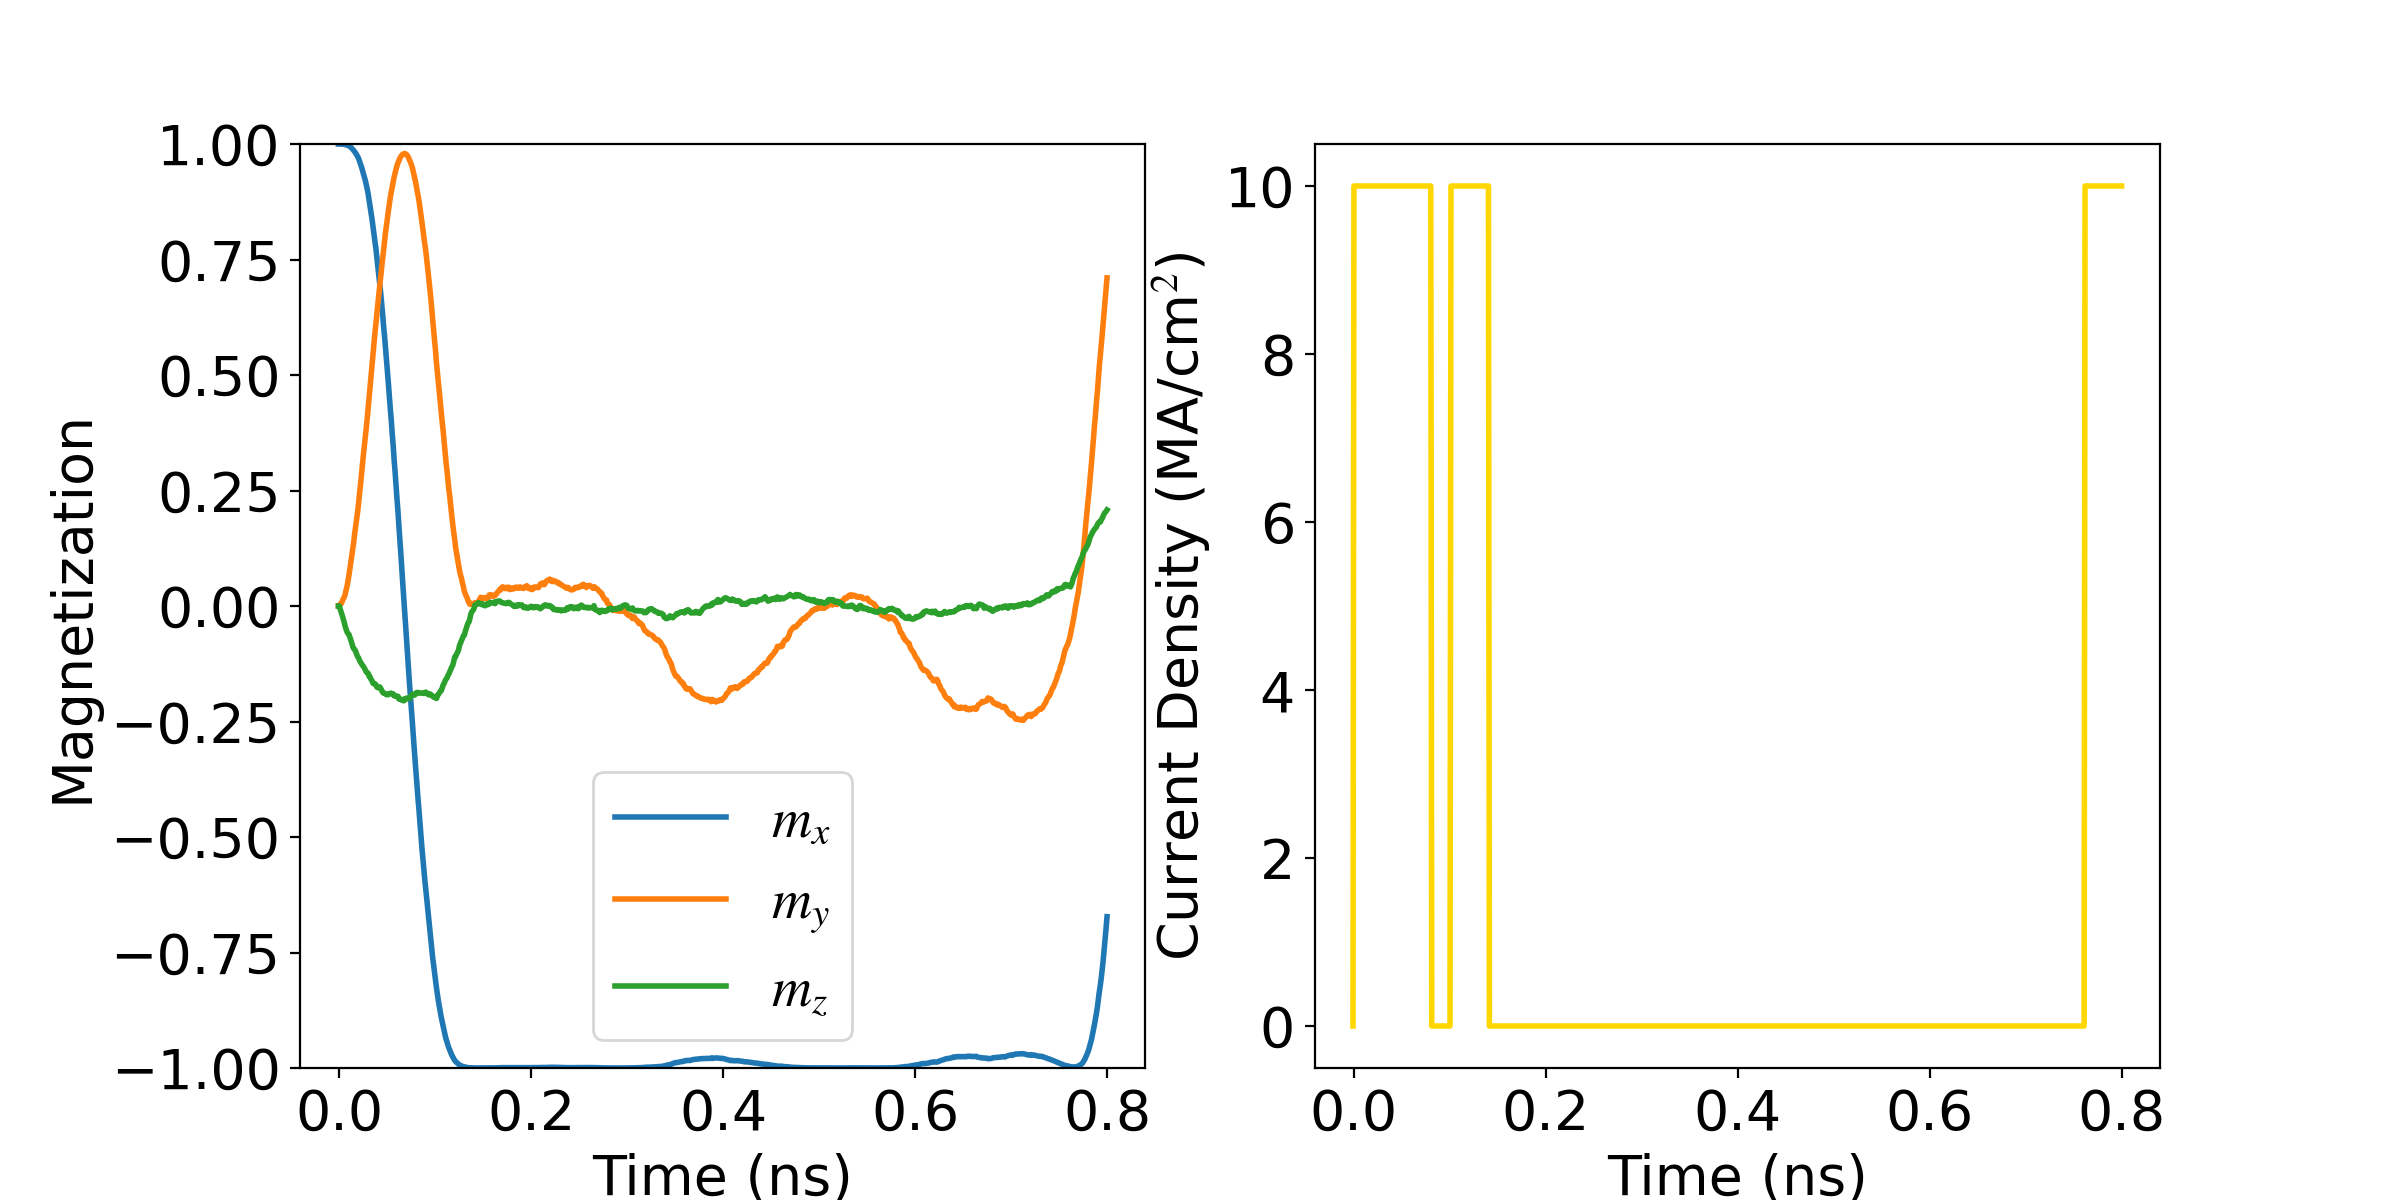 1.00
0.75
0.50
0.25
0.00
−0.25
−0.50
−0.75
−1.00
Magnetization
0.0 0.2 0.4 0.6 0.8
Time (ns)
m_x
m_y
m_z
10
8
6
4
2
0
Current Density (MA/cm²)
0.0 0.2 0.4 0.6 0.8
Time (ns)